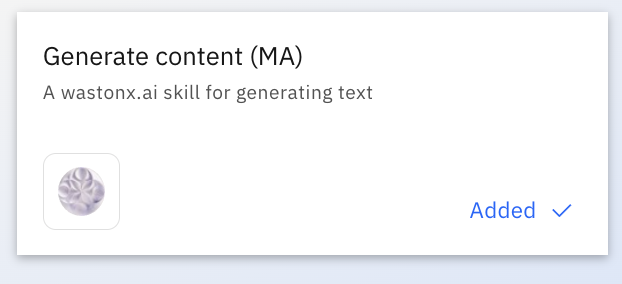 Generate content (MA)
A wastonx.ai skill for generating text
Added